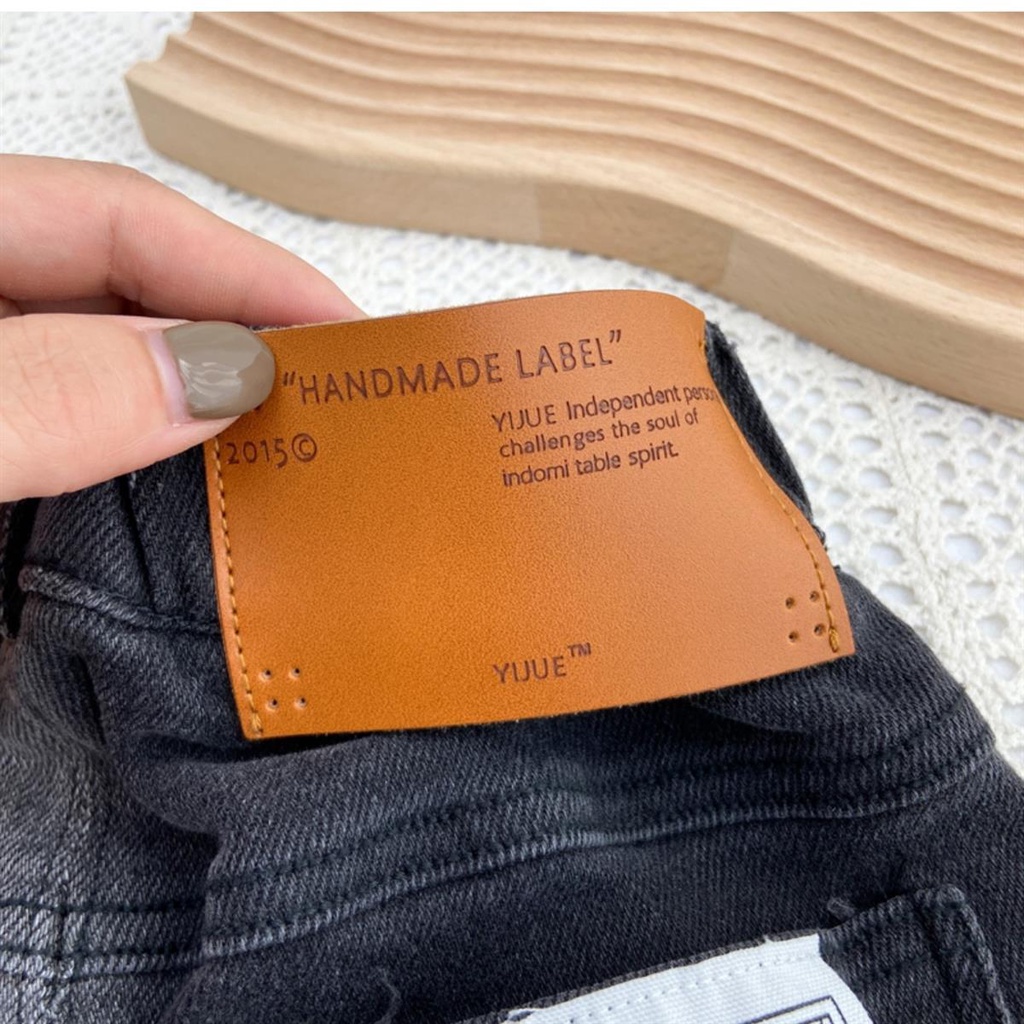 “HANDMADE LABEL”
2015©
YIJUE Independent
challenges the soul of
indomi table spirit.
YIJUE™